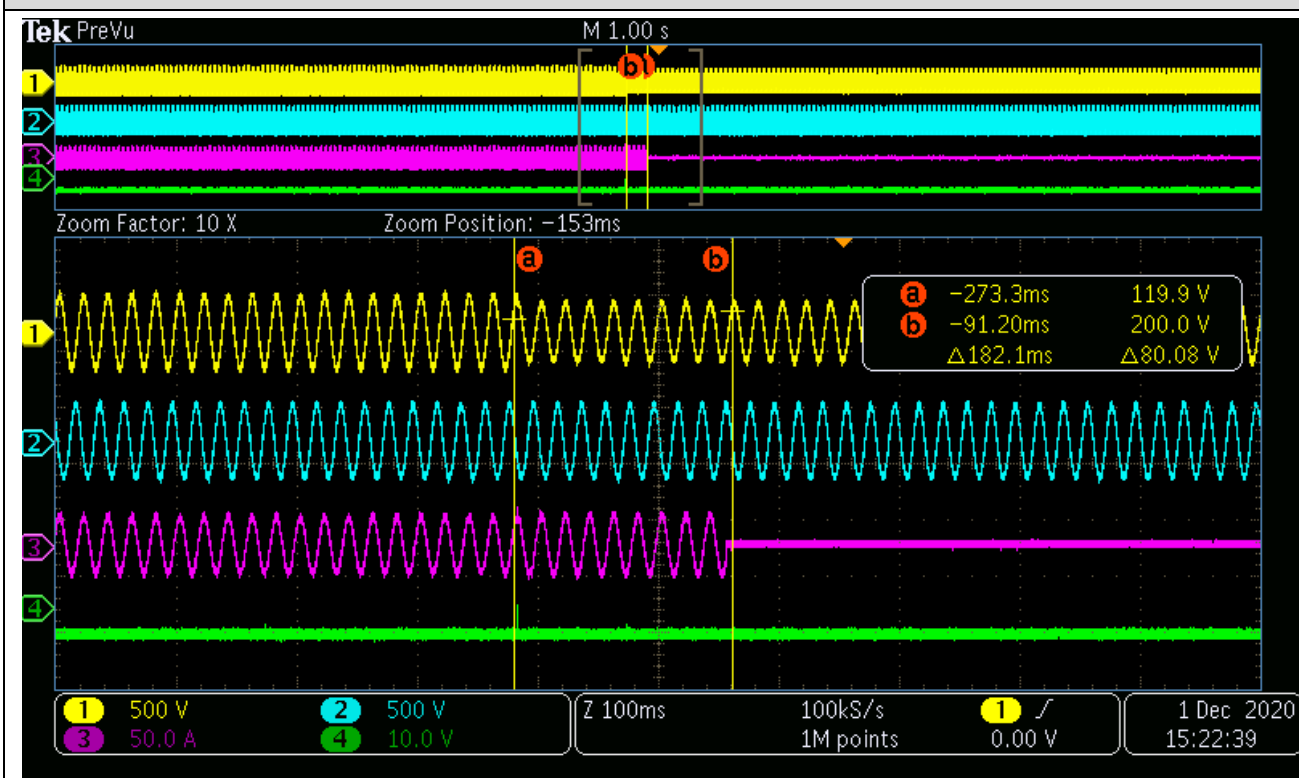 Tek PreVu M 1.00 s
b
1
2
3
4
Zoom Factor: 10 X Zoom Position: −153ms
a b
a −273.3ms 119.9 V
b −91.20ms 200.0 V
Δ182.1ms Δ80.08 V
1
2
3
4
1 500 V 2 500 V Z 100ms 100kS/s 1 1 Dec 2020
3 50.0 A 4 10.0 V 1M points 0.00 V 15:22:39